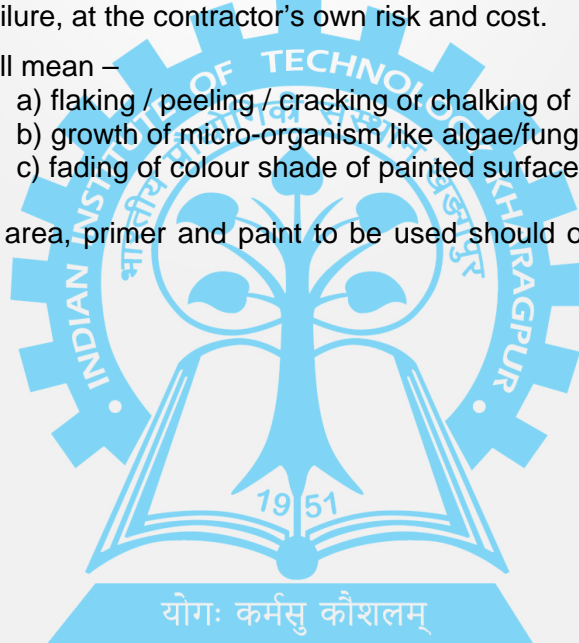 ilure, at the contractor's own risk and cost.
ll mean –
a) flaking / peeling / cracking or chalking of
b) growth of micro-organism like algae/fung
c) fading of colour shade of painted surface
area, primer and paint to be used should c
INDIAN INSTITUTE OF TECHNOLOGY KHARAGPUR
भारतीय प्रौद्योगिकी संस्थान खड़गपुर
19 51
योगः कर्मसु कौशलम्